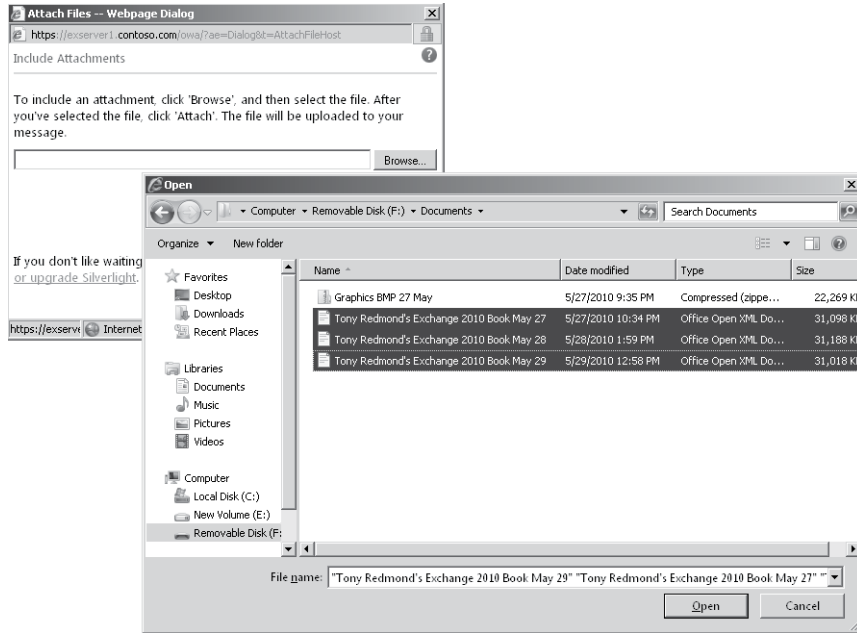 Attach Files -- Webpage Dialog
https://exserver1.contoso.com/owa/?ae=Dialog&t=AttachFileHost
Include Attachments
To include an attachment, click 'Browse', and then select the file. After
you've selected the file, click 'Attach'. The file will be uploaded to your
message.
Browse...
If you don't like waiting
or upgrade Silverlight.
https://exserve Internet
Open
Computer Removable Disk (F:) Documents
Search Documents
Organize New folder
Favorites
Desktop
Downloads
Recent Places
Libraries
Documents
Music
Pictures
Videos
Computer
Local Disk (C:)
New Volume (E:)
Removable Disk (F:
Name Date modified Type Size
Graphics BMP 27 May 5/27/2010 9:35 PM Compressed (zippe... 22,269 K
Tony Redmond's Exchange 2010 Book May 27 5/27/2010 10:34 PM Office Open XML Do... 31,098 K
Tony Redmond's Exchange 2010 Book May 28 5/28/2010 1:59 PM Office Open XML Do... 31,188 K
Tony Redmond's Exchange 2010 Book May 29 5/29/2010 12:58 PM Office Open XML Do... 31,018 K
File name: "Tony Redmond's Exchange 2010 Book May 29" "Tony Redmond's Exchange 2010 Book May 27" "
Open Cancel